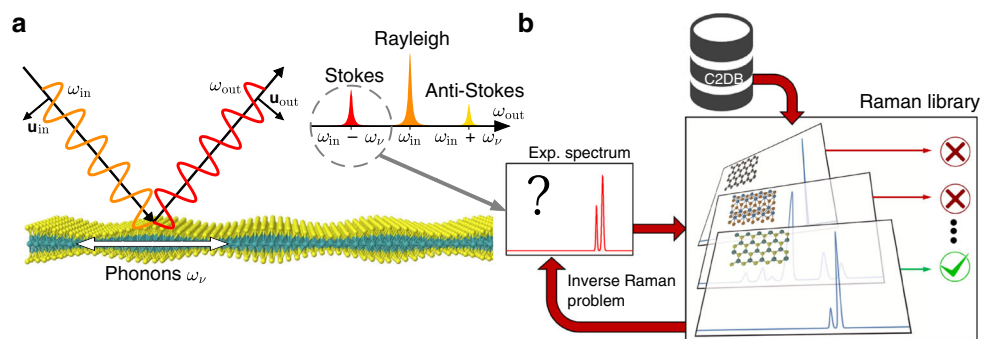 a
ω_in
u_in
ω_out
u_out
Rayleigh
Stokes
Anti-Stokes
ω_out
ω_in − ω_ν
ω_in
ω_in + ω_ν
Phonons ω_ν
b
C2DB
Raman library
Exp. spectrum
?
Inverse Raman
problem